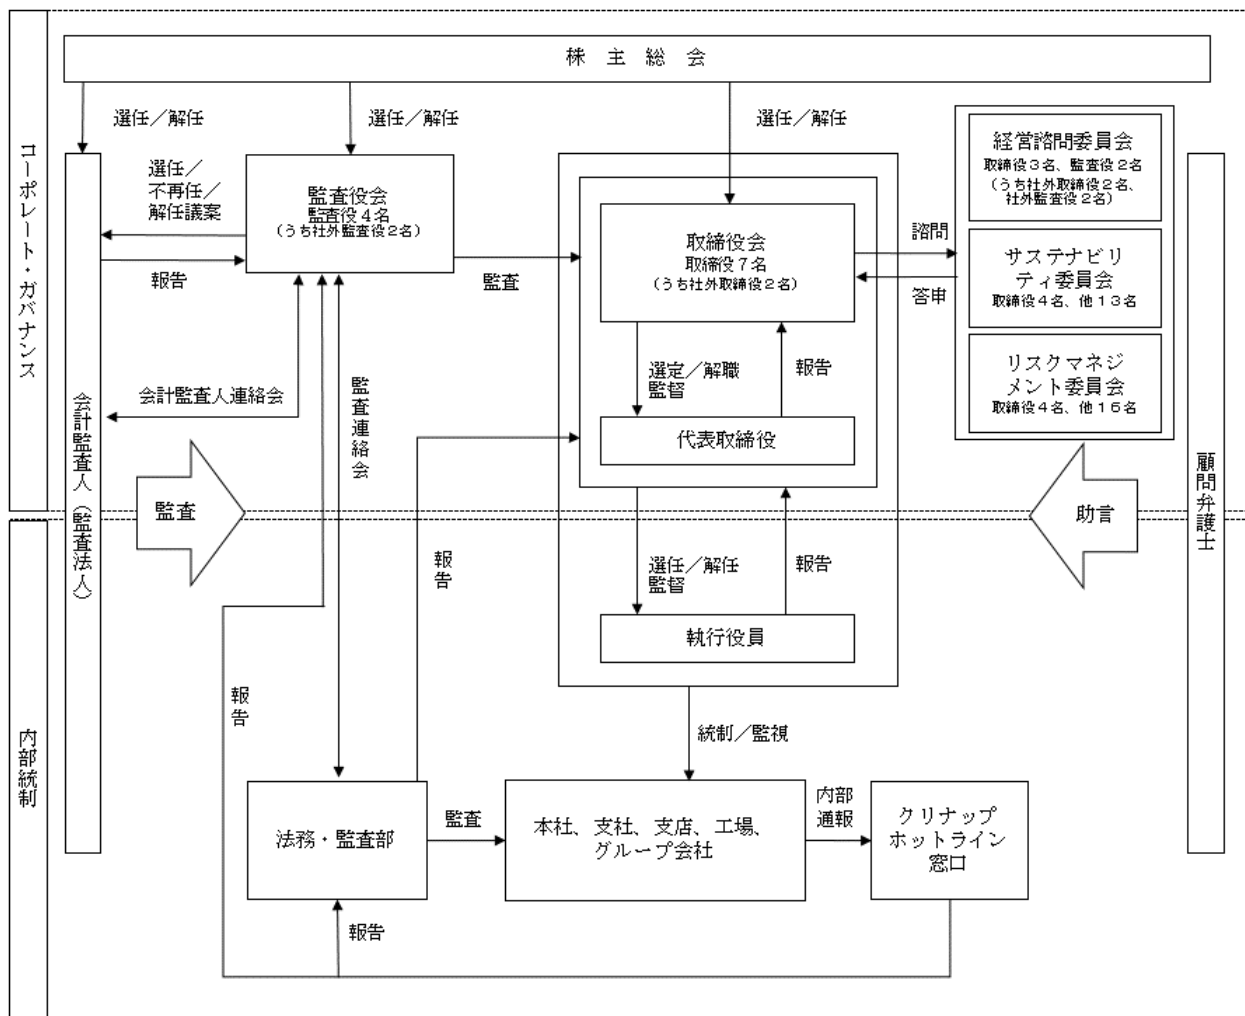 株主総会
選任／解任
選任／解任
選任／解任
コーポレート・ガバナンス
選任／
不再任／
解任議案
報告
監査役会
監査役４名
（うち社外監査役２名）
監査
取締役会
取締役７名
（うち社外取締役２名）
諮問
答申
経営諮問委員会
取締役３名、監査役２名
（うち社外取締役２名、
社外監査役２名）
サステナビリ
ティ委員会
取締役４名、他１３名
リスクマネジ
メント委員会
取締役４名、他１６名
選定／解職
監督
報告
代表取締役
会計監査人連絡会
監査連絡会
会計監査人（監査法人）
監査
助言
顧問弁護士
報告
選任／解任
監督
報告
執行役員
内部統制
報告
統制／監視
法務・監査部
監査
本社、支社、支店、工場、
グループ会社
内部
通報
クリナップ
ホットライン
窓口
報告